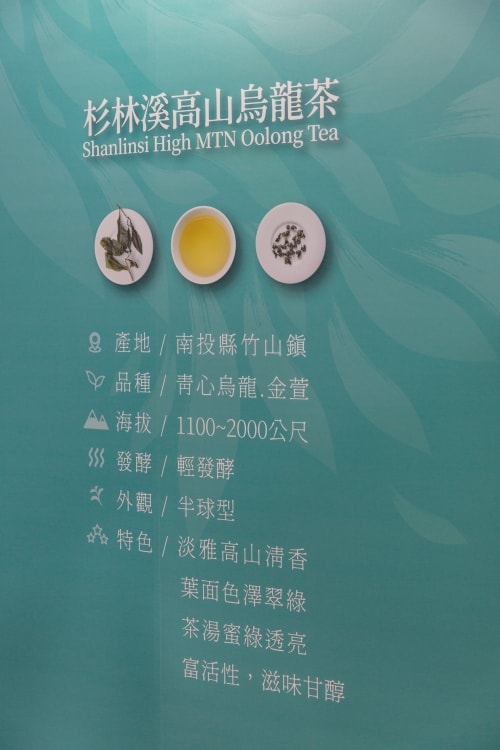 杉林溪高山烏龍茶
Shanlinsi High MTN Oolong Tea
產地 / 南投縣竹山鎮
品種 / 青心烏龍.金萱
海拔 / 1100~2000公尺
發酵 / 輕發酵
外觀 / 半球型
特色 / 淡雅高山清香
葉面色澤翠綠
茶湯蜜綠透亮
富活性，滋味甘醇